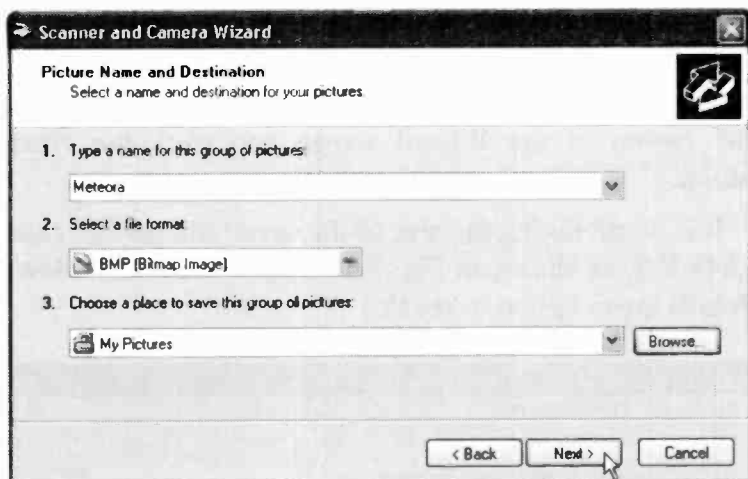 Scanner and Camera Wizard
Picture Name and Destination
Select a name and destination for your pictures.
1. Type a name for this group of pictures:
Meteora
2. Select a file format
BMP (Bitmap Image)
3. Choose a place to save this group of pictures:
My Pictures
Browse...
< Back
Next >
Cancel